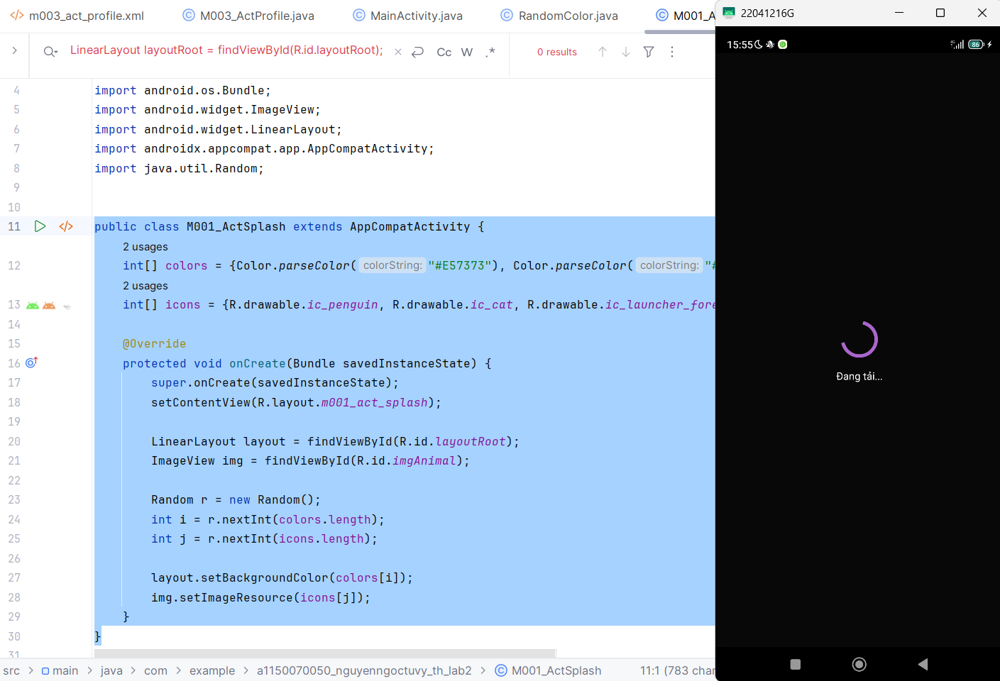 m003_act_profile.xml M003_ActProfile.java MainActivity.java RandomColor.java M001_A
LinearLayout layoutRoot = findViewById(R.id.layoutRoot); Cc W .* 0 results
4 import android.os.Bundle;
5 import android.widget.ImageView;
6 import android.widget.LinearLayout;
7 import androidx.appcompat.app.AppCompatActivity;
8 import java.util.Random;
9
10
11 public class M001_ActSplash extends AppCompatActivity {
2 usages
12 int[] colors = {Color.parseColor( colorString: "#E57373"), Color.parseColor( colorString: "#
2 usages
13 int[] icons = {R.drawable.ic_penguin, R.drawable.ic_cat, R.drawable.ic_launcher_fore
14
15 @Override
16 protected void onCreate(Bundle savedInstanceState) {
17 super.onCreate(savedInstanceState);
18 setContentView(R.layout.m001_act_splash);
19
20 LinearLayout layout = findViewById(R.id.layoutRoot);
21 ImageView img = findViewById(R.id.imgAnimal);
22
23 Random r = new Random();
24 int i = r.nextInt(colors.length);
25 int j = r.nextInt(icons.length);
26
27 layout.setBackgroundColor(colors[i]);
28 img.setImageResource(icons[j]);
29 }
30 }
31
src > main > java > com > example > a1150070050_nguyenngoctuvy_th_lab2 > M001_ActSplash 11:1 (783 char
22041216G
15:55 86
Đang tải...